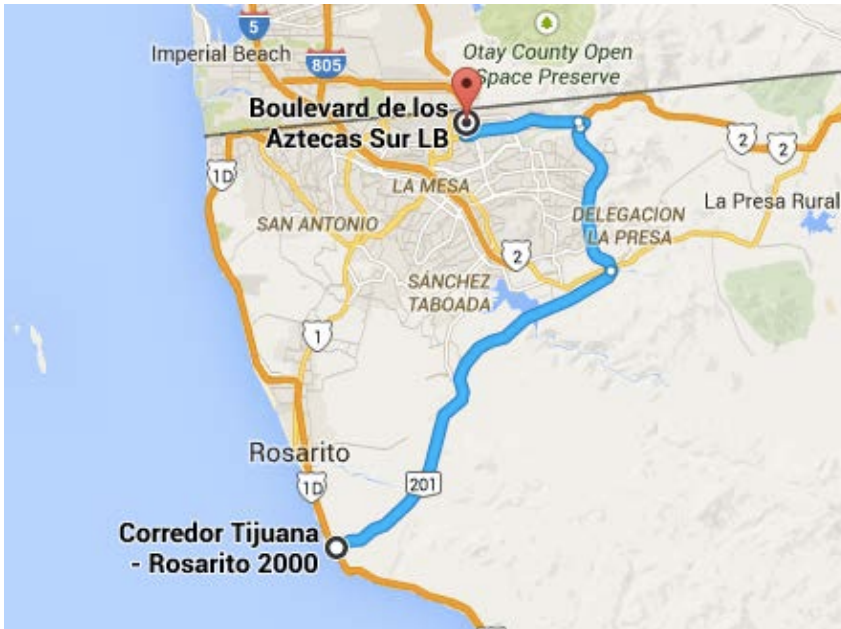 5
Imperial Beach
805
Otay County Open
Space Preserve
Boulevard de los
Aztecas Sur LB
2
2
1D
LA MESA
La Presa Rural
SAN ANTONIO
DELEGACION
LA PRESA
2
SÁNCHEZ
TABOADA
1
Rosarito
1D
201
Corredor Tijuana
- Rosarito 2000